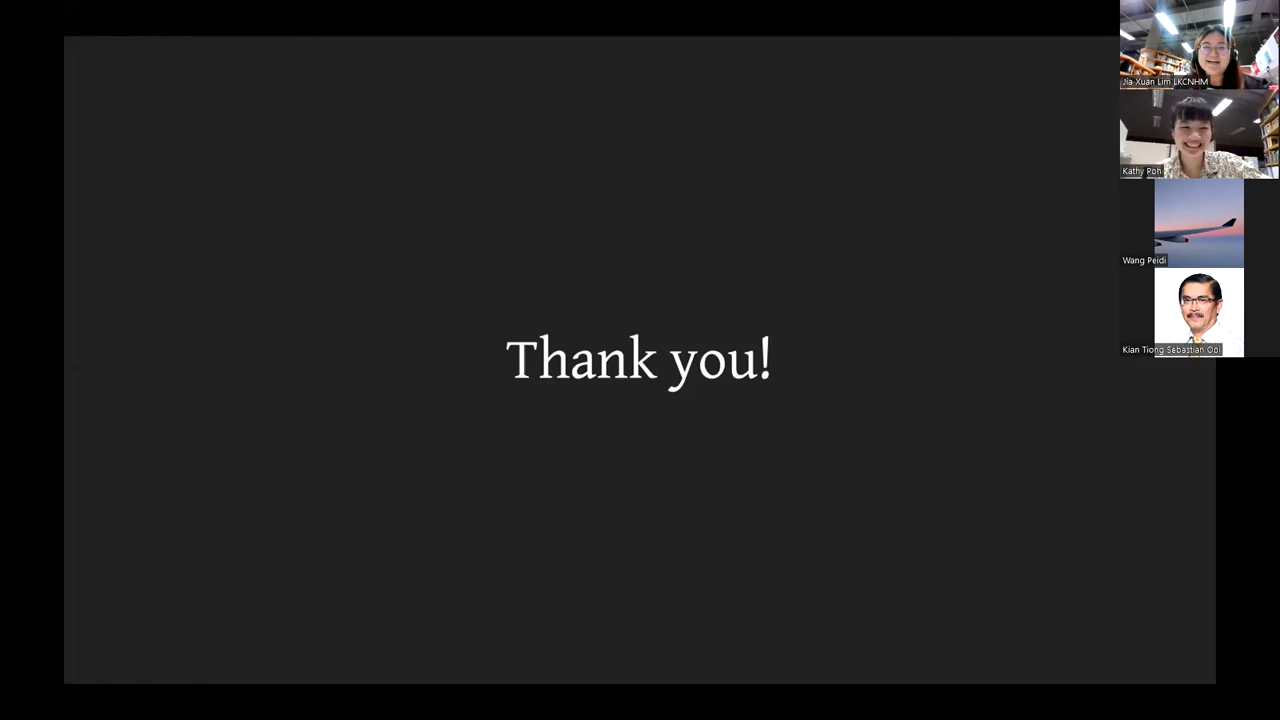 Thank you!
Jia Xuan Lim LKCNHM
Kathy Poh
Wang Peidi
Kian Tiong Sebastian Ooi